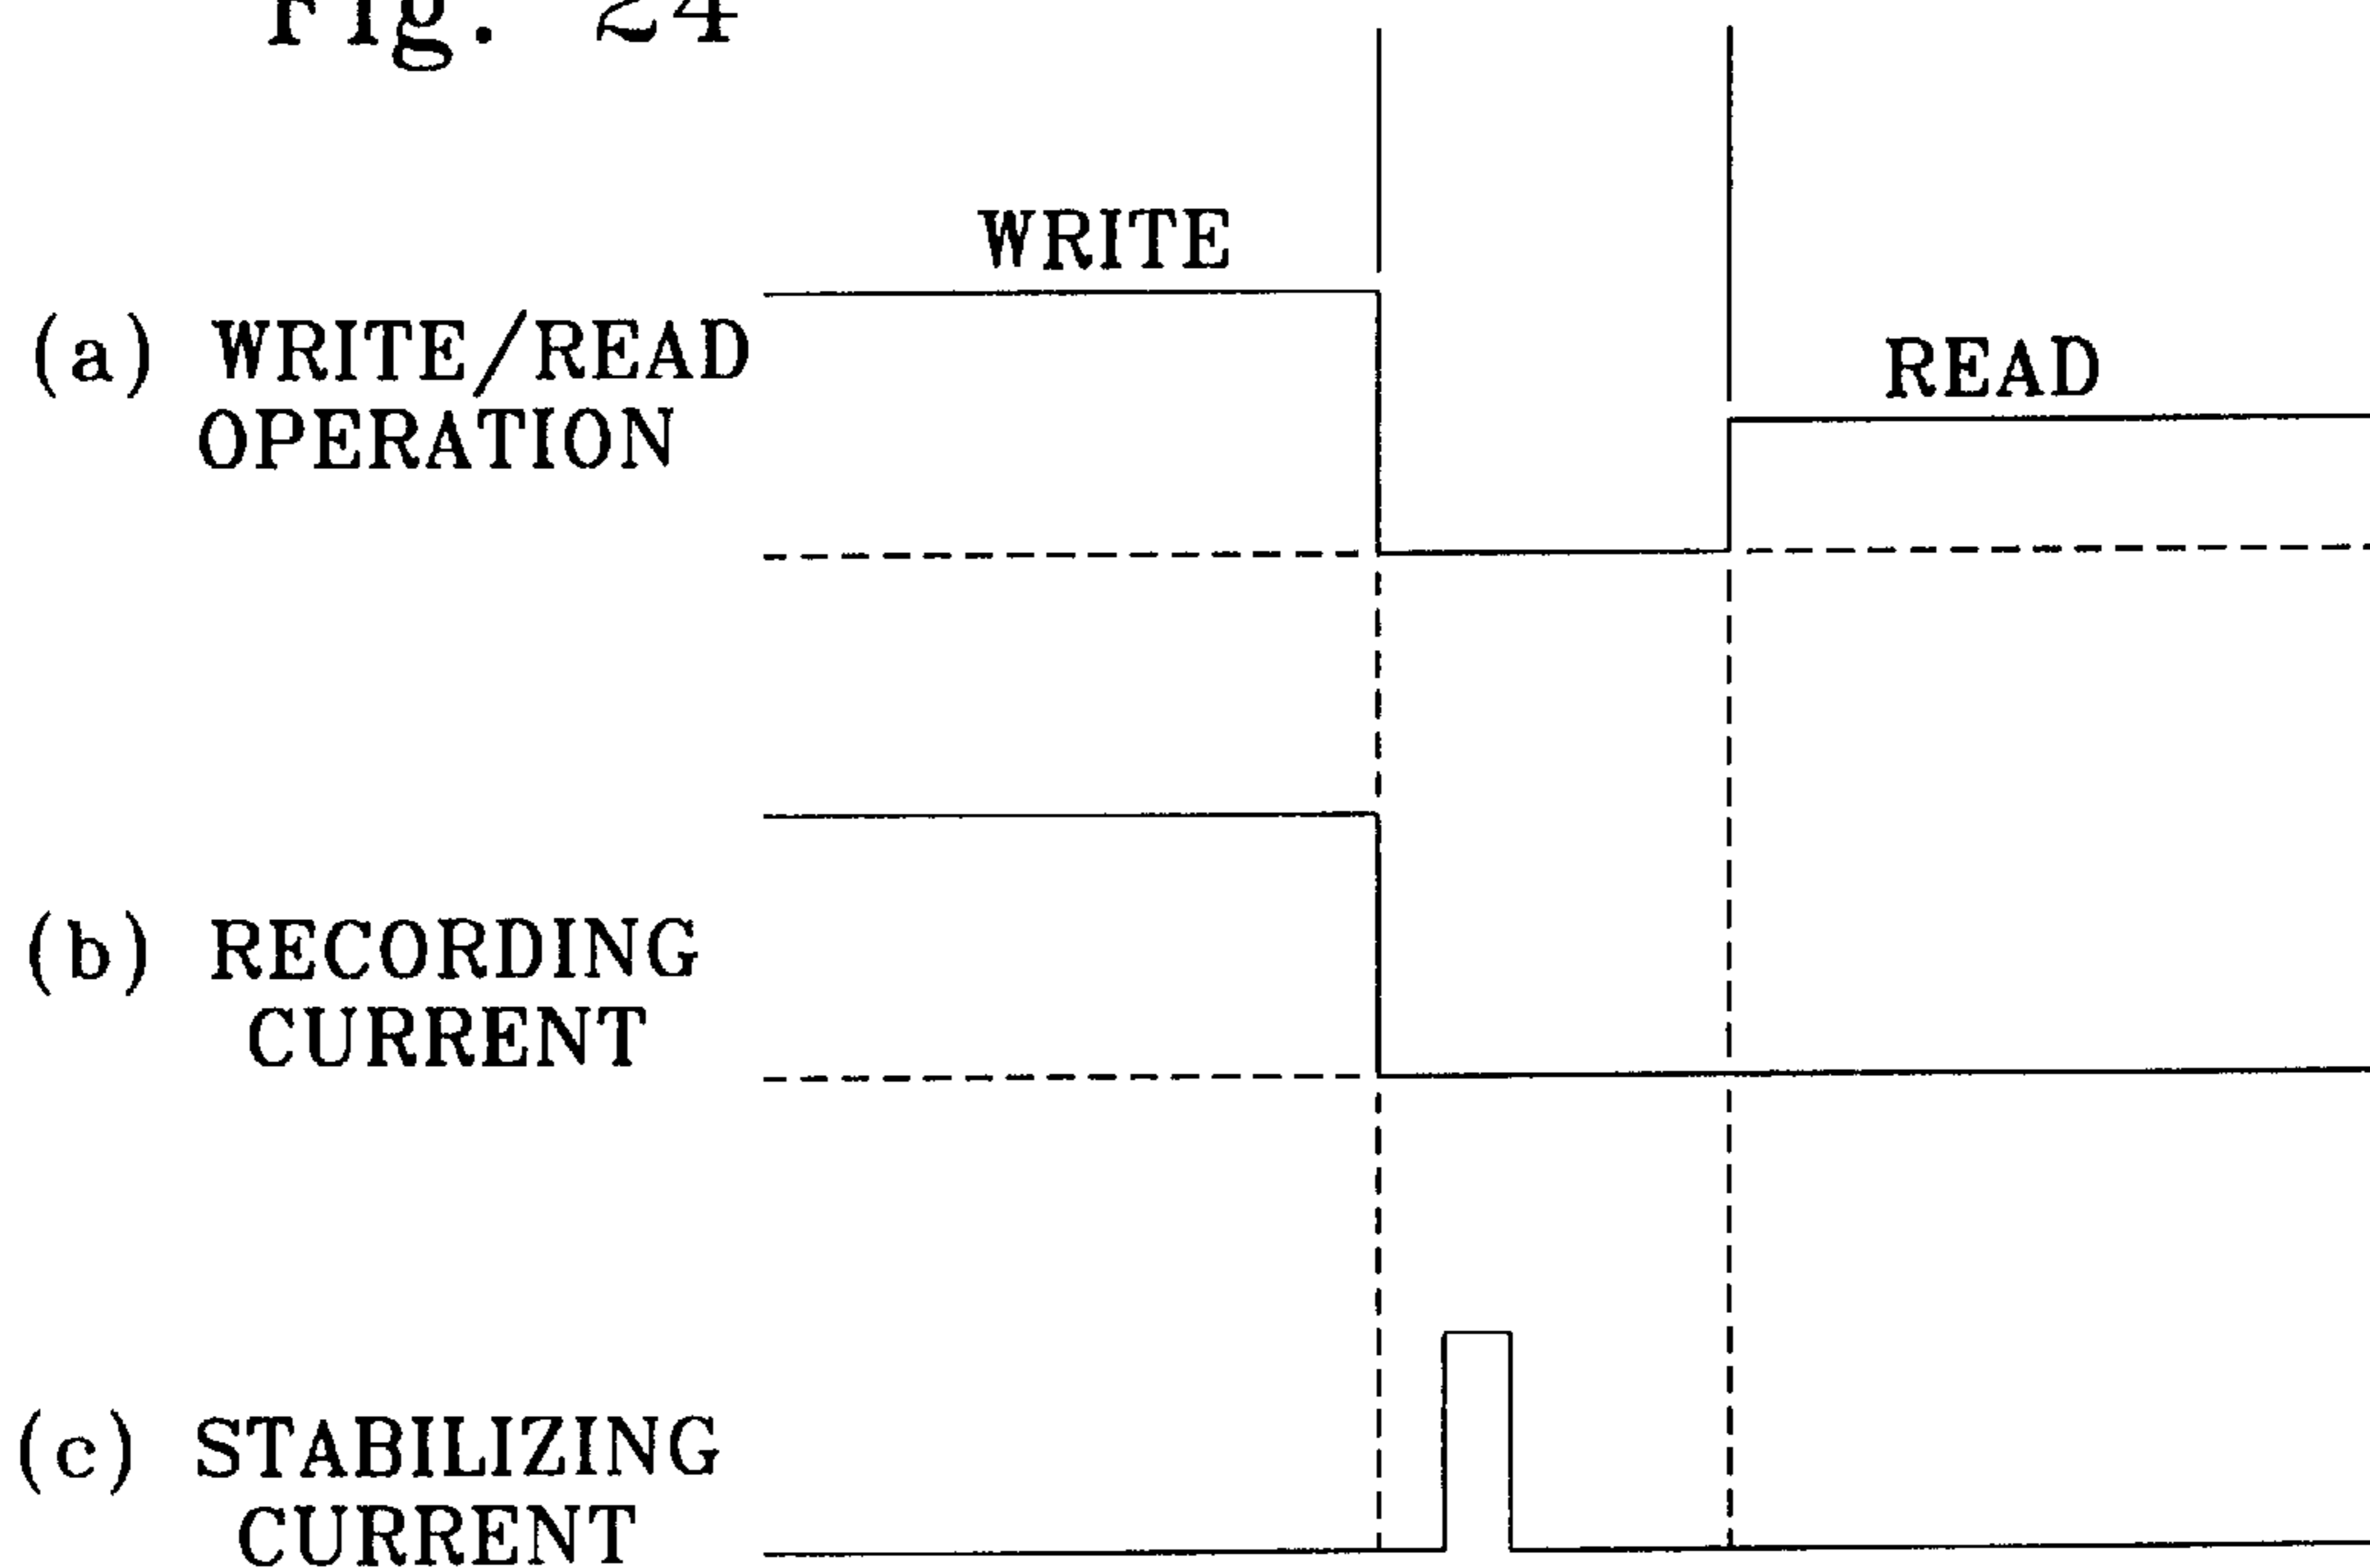 Fig. 24
WRITE
(a) WRITE/READ
OPERATION
READ
(b) RECORDING
CURRENT
(c) STABILIZING
CURRENT